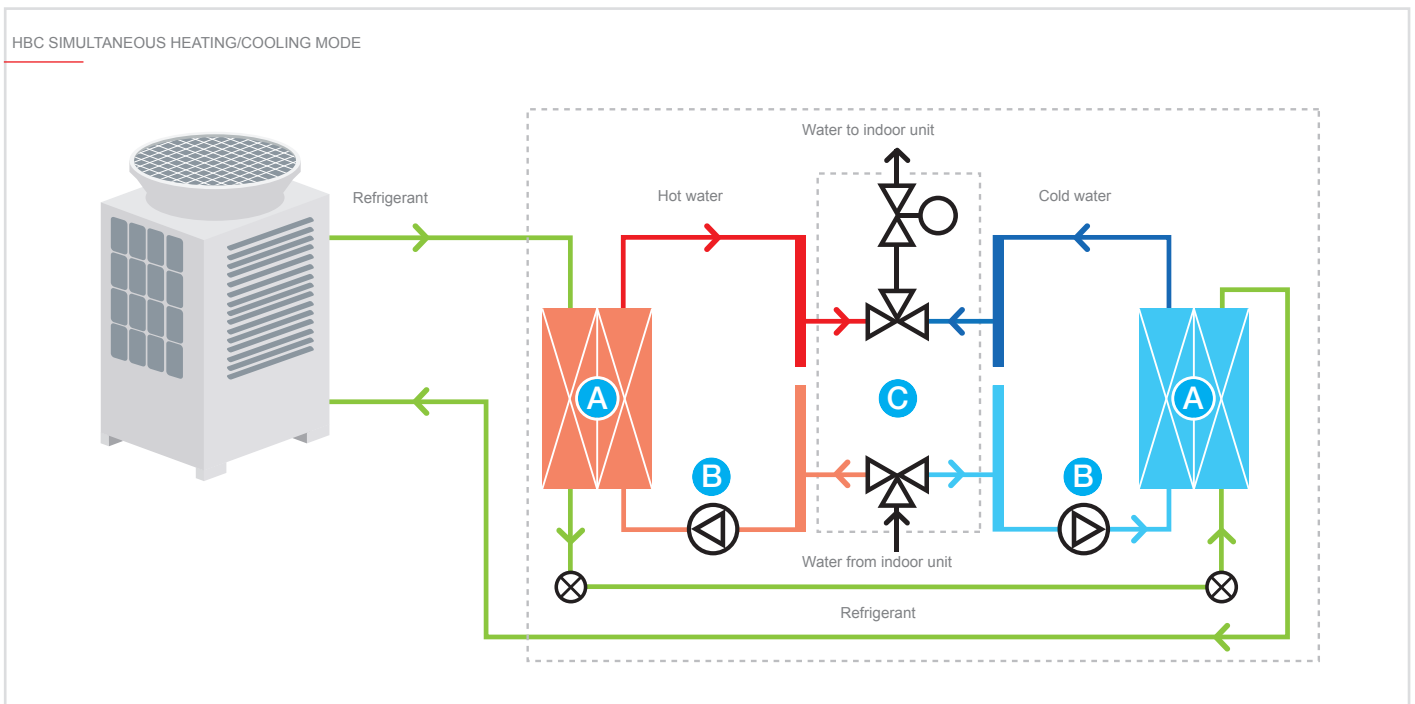 HBC SIMULTANEOUS HEATING/COOLING MODE
Water to indoor unit
Refrigerant
Hot water
Cold water
A
C
A
B
B
Water from indoor unit
Refrigerant